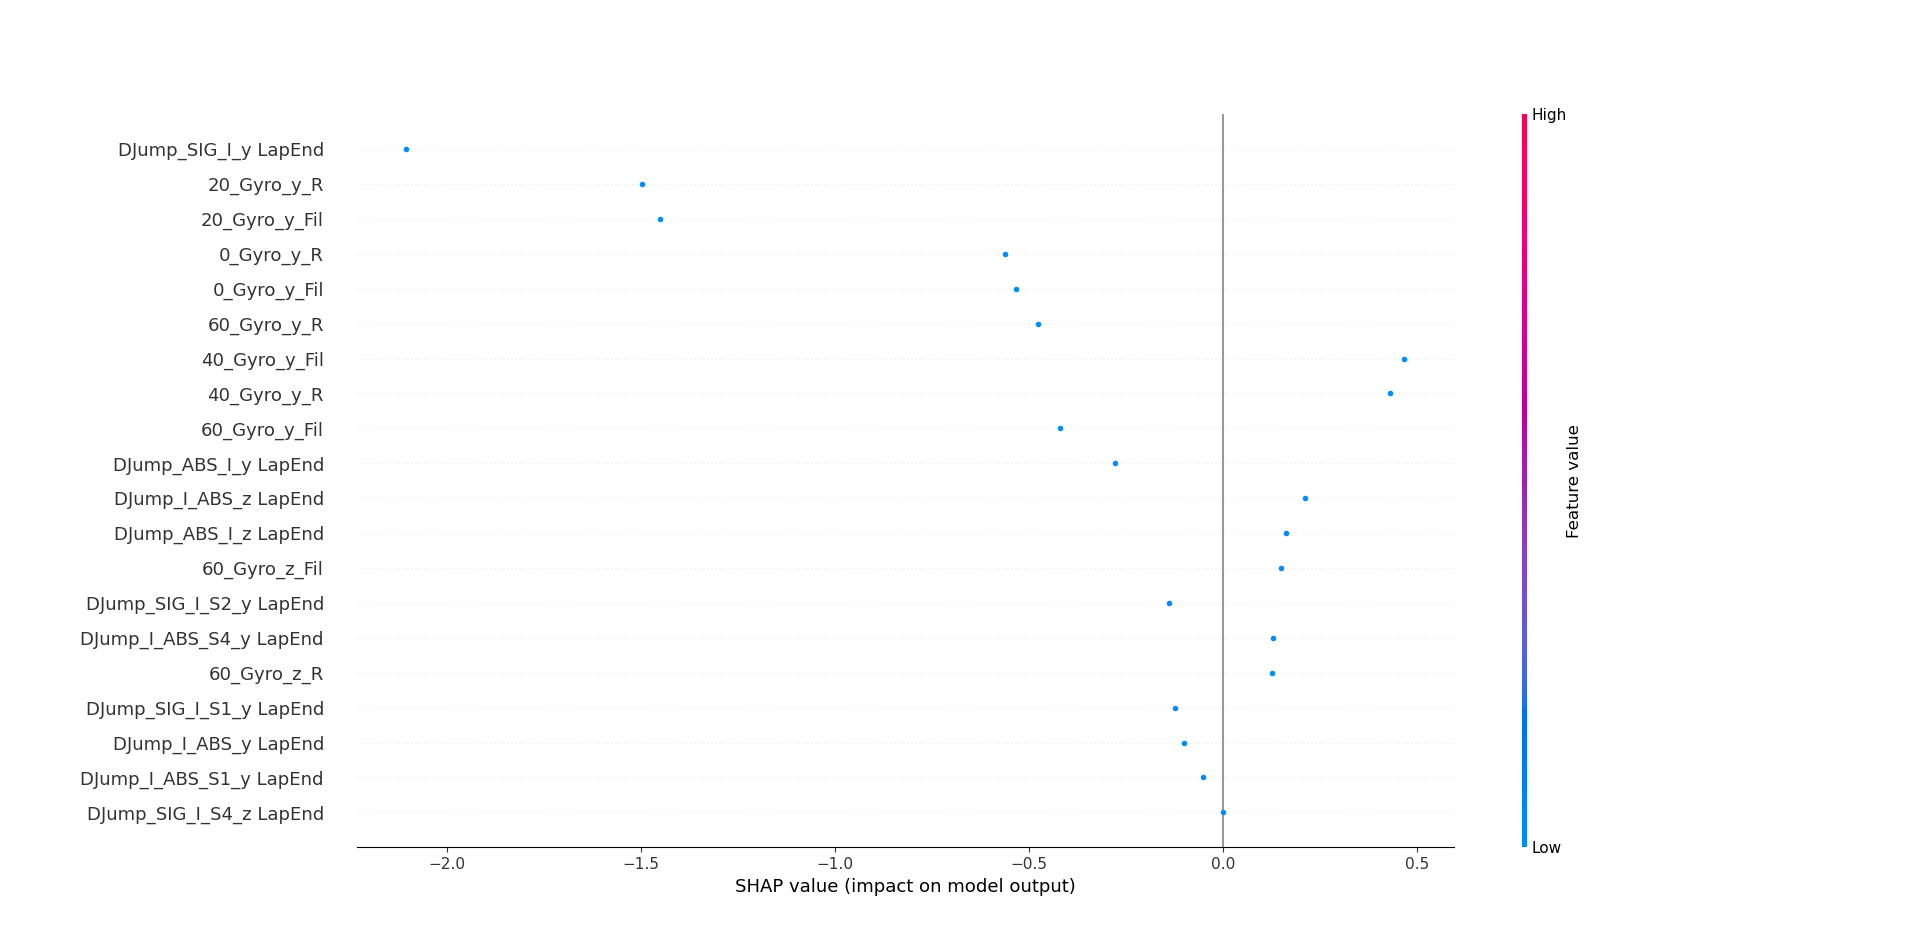 High
DJump_SIG_I_y LapEnd
20_Gyro_y_R
20_Gyro_y_Fil
0_Gyro_y_R
0_Gyro_y_Fil
60_Gyro_y_R
40_Gyro_y_Fil
40_Gyro_y_R
60_Gyro_y_Fil
DJump_ABS_I_y LapEnd
DJump_I_ABS_z LapEnd
DJump_ABS_I_z LapEnd
60_Gyro_z_Fil
DJump_SIG_I_S2_y LapEnd
DJump_I_ABS_S4_y LapEnd
60_Gyro_z_R
DJump_SIG_I_S1_y LapEnd
DJump_I_ABS_y LapEnd
DJump_I_ABS_S1_y LapEnd
DJump_SIG_I_S4_z LapEnd
Feature value
Low
−2.0 −1.5 −1.0 −0.5 0.0 0.5
SHAP value (impact on model output)